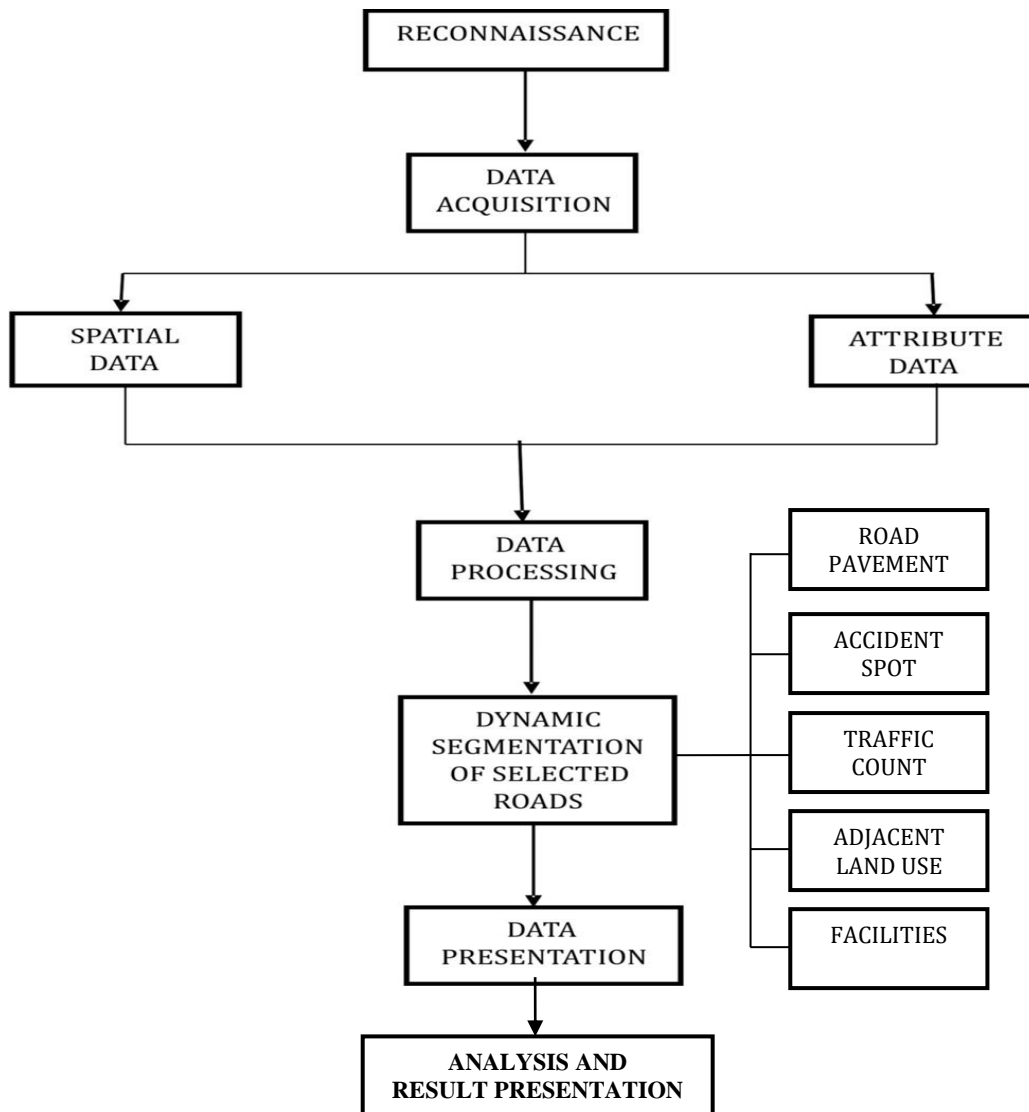 RECONNAISSANCE
DATA
ACQUISITION
SPATIAL
DATA
ATTRIBUTE
DATA
DATA
PROCESSING
ROAD
PAVEMENT
ACCIDENT
SPOT
DYNAMIC
SEGMENTATION
OF SELECTED
ROADS
TRAFFIC
COUNT
ADJACENT
LAND USE
FACILITIES
DATA
PRESENTATION
ANALYSIS AND
RESULT PRESENTATION